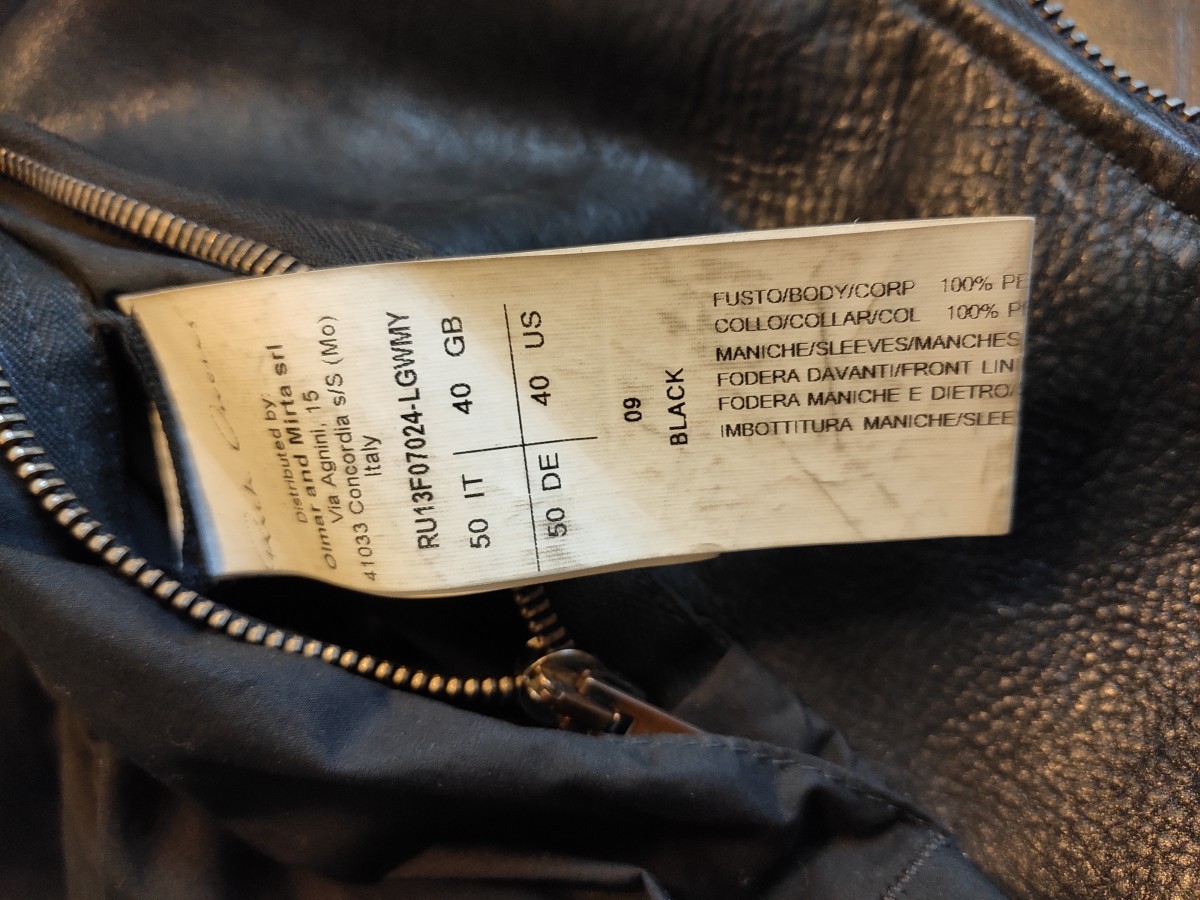 Distributed by:
Olmar and Mirta srl
Via Agnini, 15
41033 Concordia s/S (Mo)
Italy
RU13F07024-LGWMY
50 IT 40 GB
50 DE 40 US
09
BLACK
FUSTO/BODY/CORP 100%
COLLO/COLLAR/COL 100%
MANICHE/SLEEVES/MANCHES
FODERA DAVANTI/FRONT
FODERA MANICHE E DIETRO/
IMBOTTITURA MANICHE/